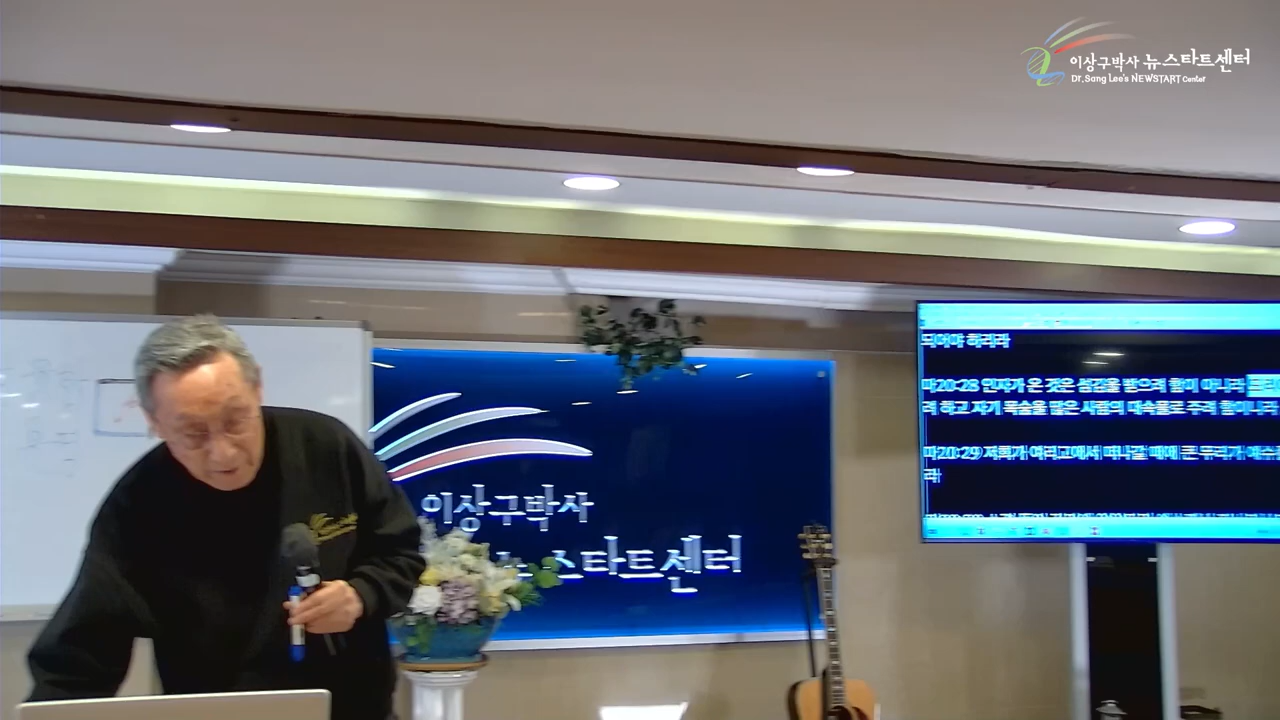 이상구박사 뉴스타트센터
Dr. Sang Lee's NEWSTART Center
이상구박사
뉴스타트센터
되어야 하리라
마20:28 인자가 온 것은 섬김을 받으려 함이 아니라
려 하고 자기 목숨을 많은 사람의 대속물로 주려 함이니라
마20:29 저희가 여리고에서 떠나갈 때에 큰 무리가 예수를
라